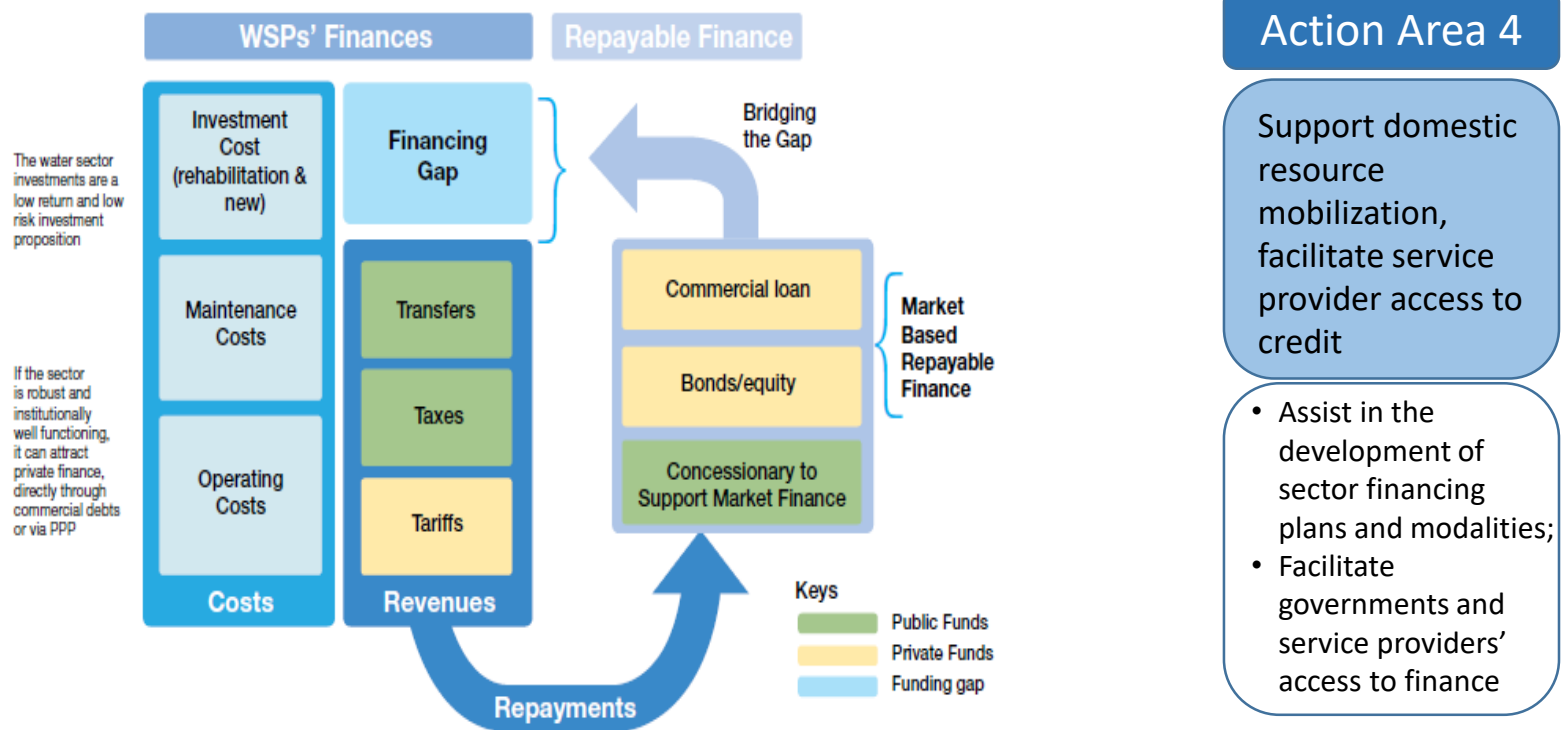 WSPs' Finances
Repayable Finance
The water sector
investments are a
low return and low
risk investment
proposition
If the sector
is robust and
institutionally
well functioning,
it can attract
private finance,
directly through
commercial debts
or via PPP
Investment
Cost
(rehabilitation &
new)
Maintenance
Costs
Operating
Costs
Costs
Financing
Gap
Transfers
Taxes
Tariffs
Revenues
Repayments
Bridging
the Gap
Commercial loan
Bonds/equity
Concessionary to
Support Market Finance
Market
Based
Repayable
Finance
Keys
Public Funds
Private Funds
Funding gap
Action Area 4
Support domestic
resource
mobilization,
facilitate service
provider access to
credit
• Assist in the
development of
sector financing
plans and modalities;
• Facilitate
governments and
service providers'
access to finance